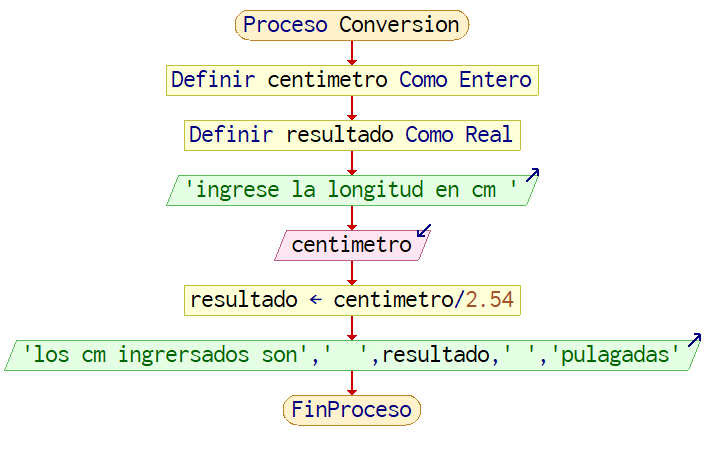 Proceso Conversion
Definir centimetro Como Entero
Definir resultado Como Real
'ingrese la longitud en cm '
centimetro
resultado ← centimetro/2.54
'los cm ingrersados son','  ',resultado,' ','pulagadas'
FinProceso